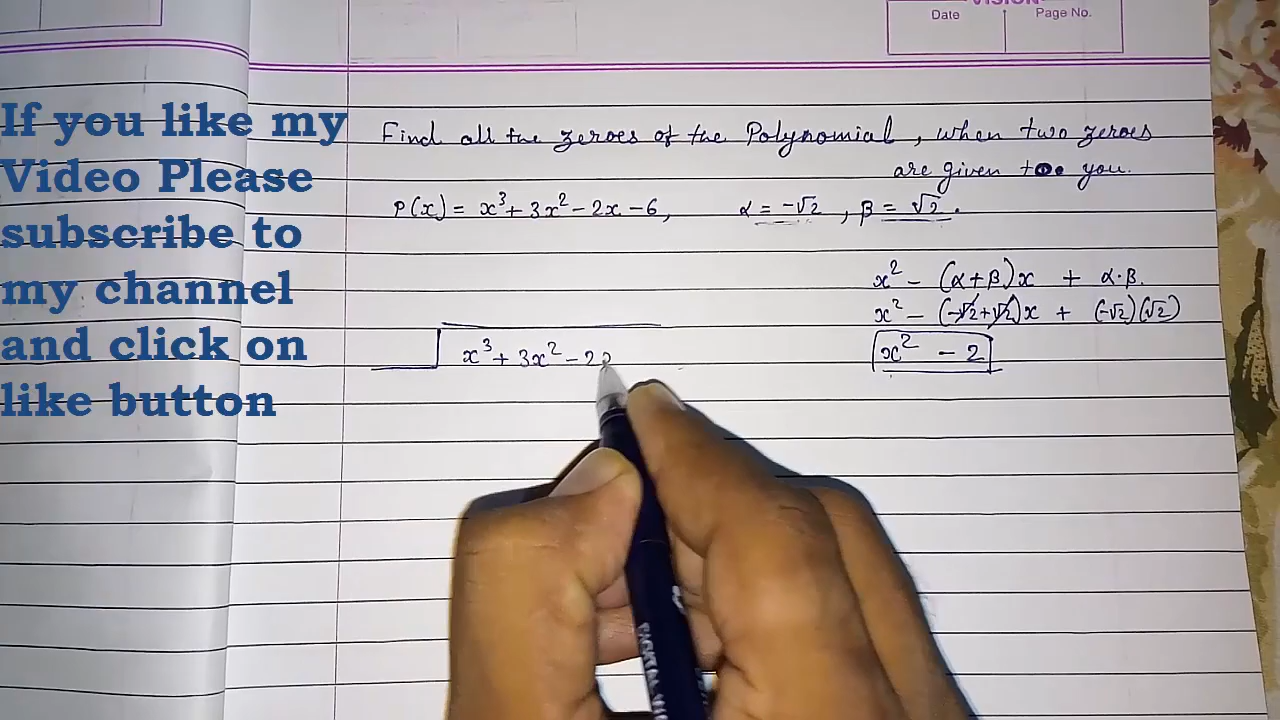 VISION
Date Page No.
If you like my
Video Please
subscribe to
my channel
and click on
like button
Find all the zeroes of the Polynomial, when two zeroes
are given to you.
P(x) = x³ + 3x² - 2x - 6, α = -√2, β = √2.
x² - (α+β)x + α·β.
x² - (-√2+√2)x + (-√2)(√2)
x³ + 3x² - 2x
x² - 2